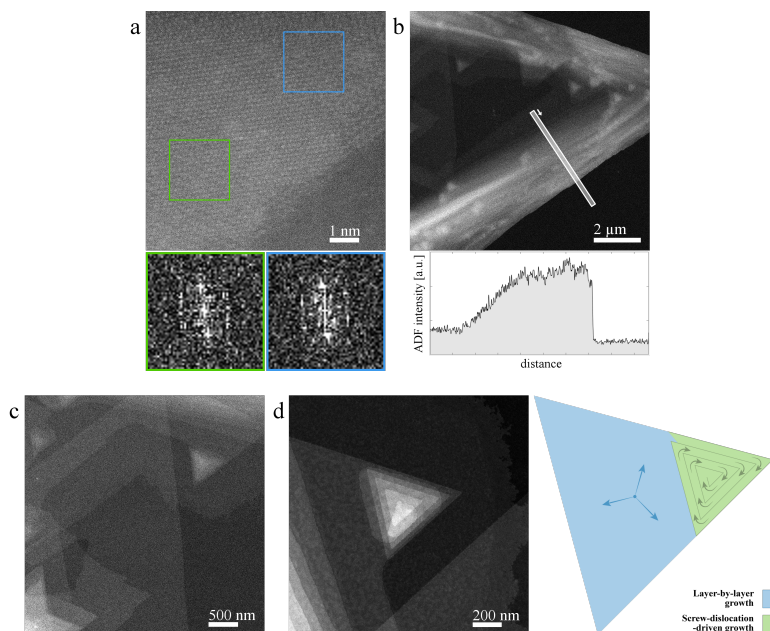 a
b
1 nm
2 µm
ADF intensity [a.u.]
distance
c
d
500 nm
200 nm
Layer-by-layer
growth
Screw-dislocation
-driven growth